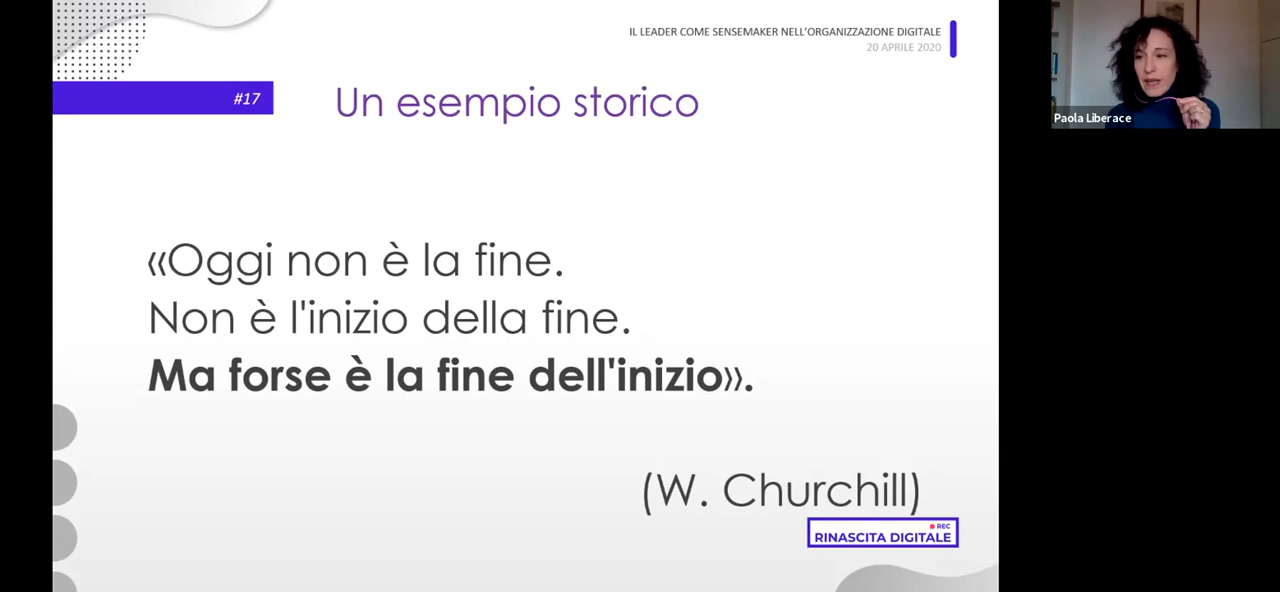 IL LEADER COME SENSEMAKER NELL'ORGANIZZAZIONE DIGITALE
20 APRILE 2020
#17
Un esempio storico
«Oggi non è la fine.
Non è l'inizio della fine.
Ma forse è la fine dell'inizio».
(W. Churchill)
REC
RINASCITA DIGITALE
Paola Liberace